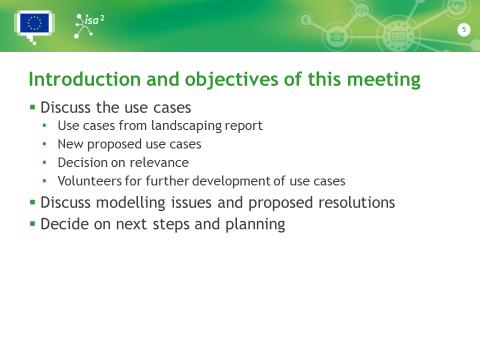 isa²
5
Introduction and objectives of this meeting
▪ Discuss the use cases
• Use cases from landscaping report
• New proposed use cases
• Decision on relevance
• Volunteers for further development of use cases
▪ Discuss modelling issues and proposed resolutions
▪ Decide on next steps and planning